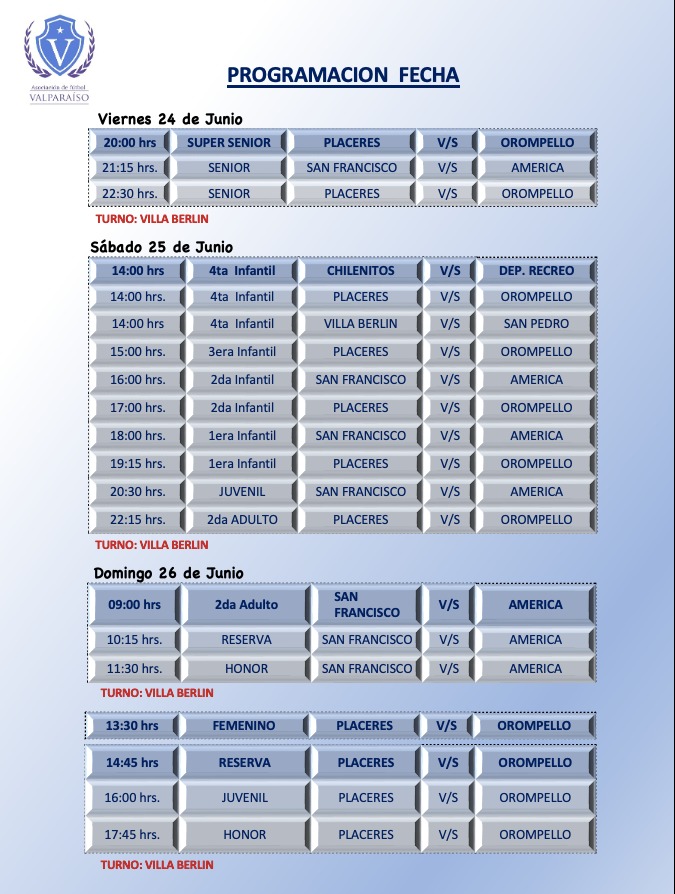 V
Asociación de fútbol
VALPARAÍSO
PROGRAMACION FECHA
Viernes 24 de Junio
20:00 hrs SUPER SENIOR PLACERES V/S OROMPELLO
21:15 hrs. SENIOR SAN FRANCISCO V/S AMERICA
22:30 hrs. SENIOR PLACERES V/S OROMPELLO
TURNO: VILLA BERLIN
Sábado 25 de Junio
14:00 hrs 4ta Infantil CHILENITOS V/S DEP. RECREO
14:00 hrs. 4ta Infantil PLACERES V/S OROMPELLO
14:00 hrs 4ta Infantil VILLA BERLIN V/S SAN PEDRO
15:00 hrs. 3era Infantil PLACERES V/S OROMPELLO
16:00 hrs. 2da Infantil SAN FRANCISCO V/S AMERICA
17:00 hrs. 2da Infantil PLACERES V/S OROMPELLO
18:00 hrs. 1era Infantil SAN FRANCISCO V/S AMERICA
19:15 hrs. 1era Infantil PLACERES V/S OROMPELLO
20:30 hrs. JUVENIL SAN FRANCISCO V/S AMERICA
22:15 hrs. 2da ADULTO PLACERES V/S OROMPELLO
TURNO: VILLA BERLIN
Domingo 26 de Junio
09:00 hrs 2da Adulto SAN FRANCISCO V/S AMERICA
10:15 hrs. RESERVA SAN FRANCISCO V/S AMERICA
11:30 hrs. HONOR SAN FRANCISCO V/S AMERICA
TURNO: VILLA BERLIN
13:30 hrs FEMENINO PLACERES V/S OROMPELLO
14:45 hrs RESERVA PLACERES V/S OROMPELLO
16:00 hrs. JUVENIL PLACERES V/S OROMPELLO
17:45 hrs. HONOR PLACERES V/S OROMPELLO
TURNO: VILLA BERLIN